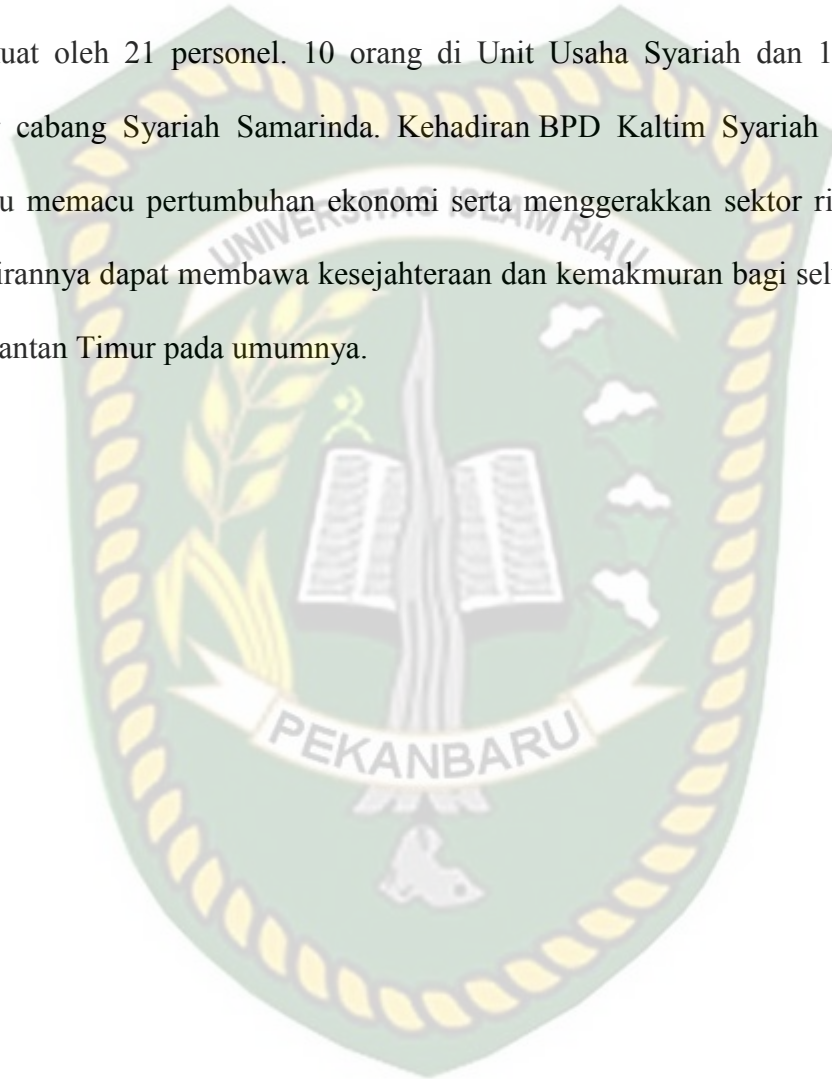 uat oleh 21 personel. 10 orang di Unit Usaha Syariah dan 1
cabang Syariah Samarinda. Kehadiran BPD Kaltim Syariah
u memacu pertumbuhan ekonomi serta menggerakkan sektor ri
irannya dapat membawa kesejahteraan dan kemakmuran bagi selu
antan Timur pada umumnya.
UNIVERSITAS ISLAM RIAU
PEKANBARU